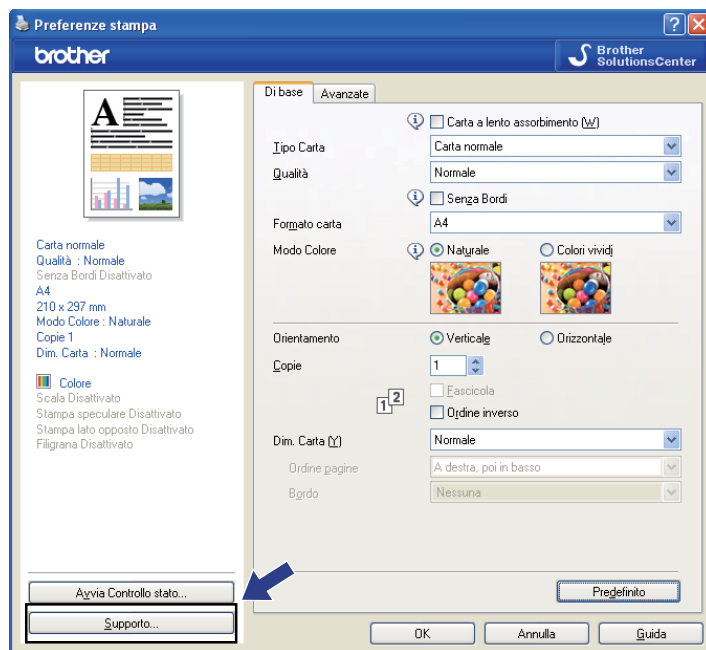 Preferenze stampa
brother
Brother
SolutionsCenter
A
Carta normale
Qualità : Normale
Senza Bordi Disattivato
A4
210 x 297 mm
Modo Colore : Naturale
Copie 1
Dim. Carta : Normale
Colore
Scala Disattivato
Stampa speculare Disattivato
Stampa lato opposto Disattivato
Filigrana Disattivato
Avvia Controllo stato...
Supporto...
Di base Avanzate
Carta a lento assorbimento (W)
Tipo Carta Carta normale
Qualità Normale
Senza Bordi
Formato carta A4
Modo Colore Naturale Colori vividi
Orientamento Verticale Orizzontale
Copie 1
Fascicola
1 2
Ordine inverso
Dim. Carta (Y) Normale
Ordine pagine A destra, poi in basso
Bordo Nessuna
Predefinito
OK Annulla Guida